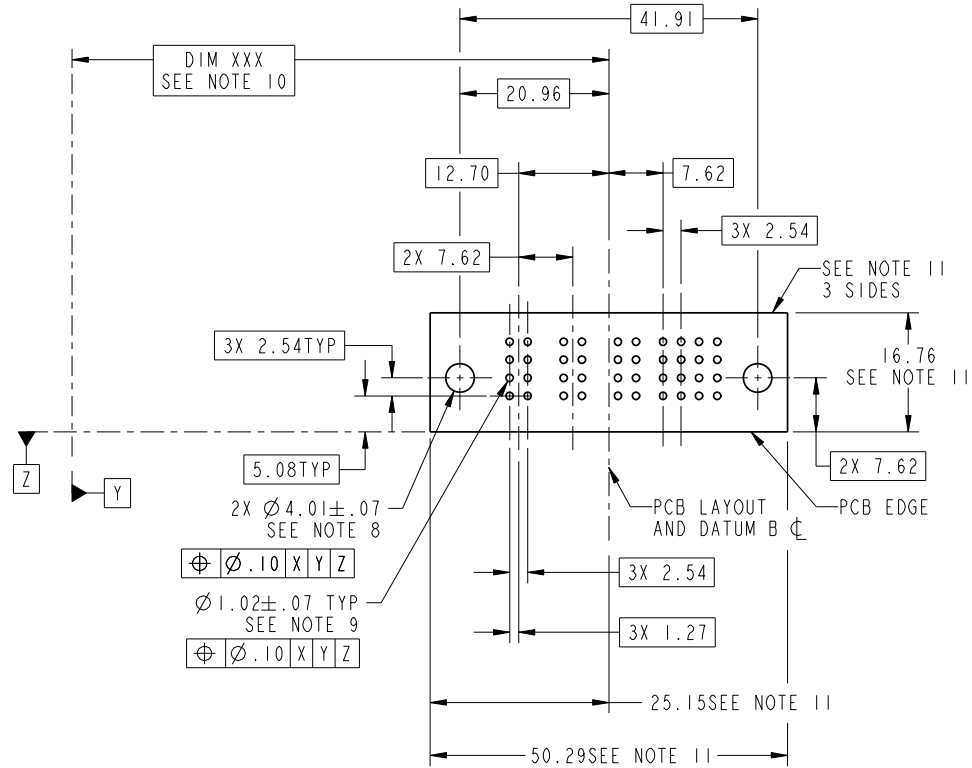 41.91
DIM XXX
SEE NOTE 10
20.96
12.70
7.62
3X 2.54
2X 7.62
SEE NOTE 11
3 SIDES
3X 2.54TYP
16.76
SEE NOTE 11
5.08TYP
2X 7.62
Z
Y
2X Ø4.01±.07
SEE NOTE 8
PCB LAYOUT
AND DATUM B ℄
PCB EDGE
⌖ Ø.10 X Y Z
3X 2.54
Ø1.02±.07 TYP
SEE NOTE 9
3X 1.27
⌖ Ø.10 X Y Z
25.15SEE NOTE 11
50.29SEE NOTE 11